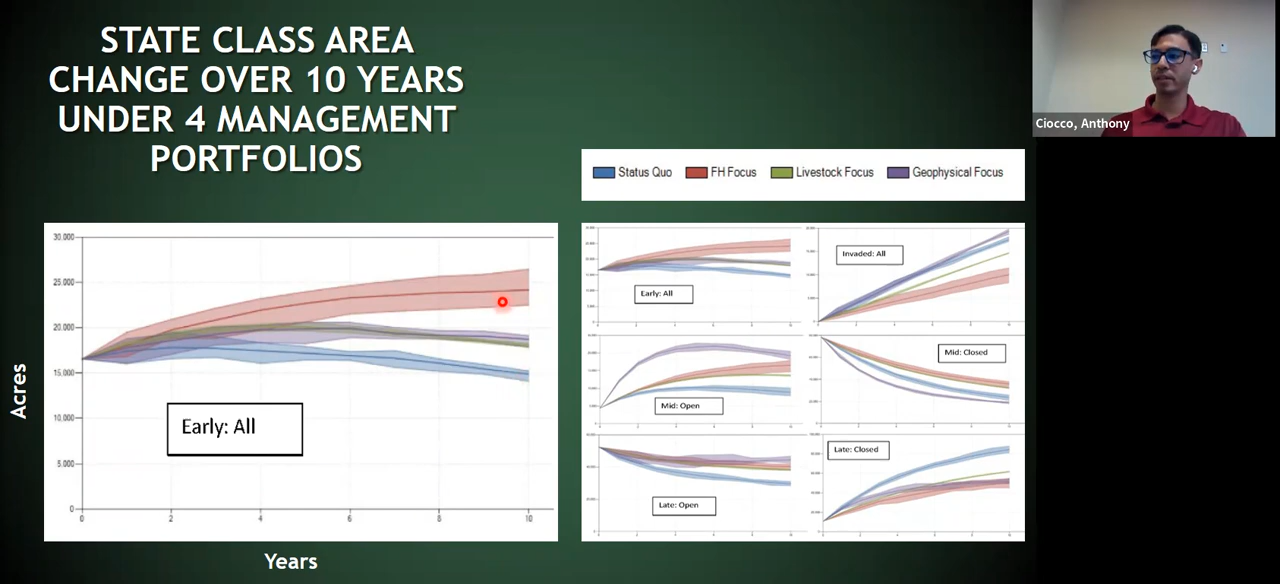 STATE CLASS AREA
CHANGE OVER 10 YEARS
UNDER 4 MANAGEMENT
PORTFOLIOS
Ciocco, Anthony
Status Quo FH Focus Livestock Focus Geophysical Focus
Acres
30,000
25,000
20,000
15,000
10,000
5,000
0
Early: All
0 2 4 6 8 10
Years
Early: All
Invaded: All
Mid: Open
Mid: Closed
Late: Open
Late: Closed